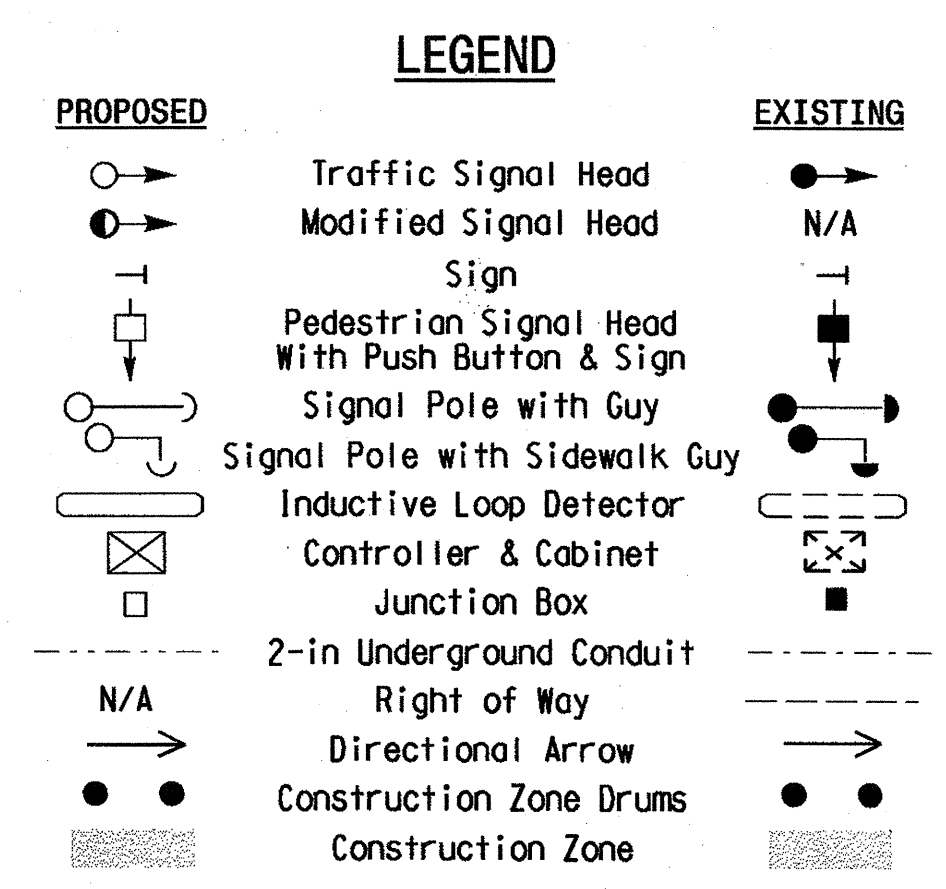 LEGEND
PROPOSED EXISTING
Traffic Signal Head
Modified Signal Head N/A
Sign
Pedestrian Signal Head
With Push Button & Sign
Signal Pole with Guy
Signal Pole with Sidewalk Guy
Inductive Loop Detector
Controller & Cabinet
Junction Box
2-in Underground Conduit
N/A Right of Way
Directional Arrow
Construction Zone Drums
Construction Zone